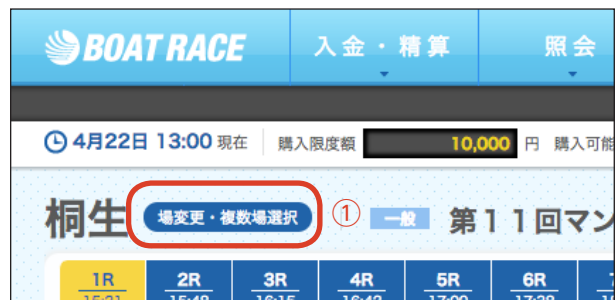 BOAT RACE 入金・精算 照会
4月22日 13:00 現在 購入限度額 10,000 円 購入可能
桐生 場変更・複数場選択 ① 一般 第11回マン
1R 2R 3R 4R 5R 6R